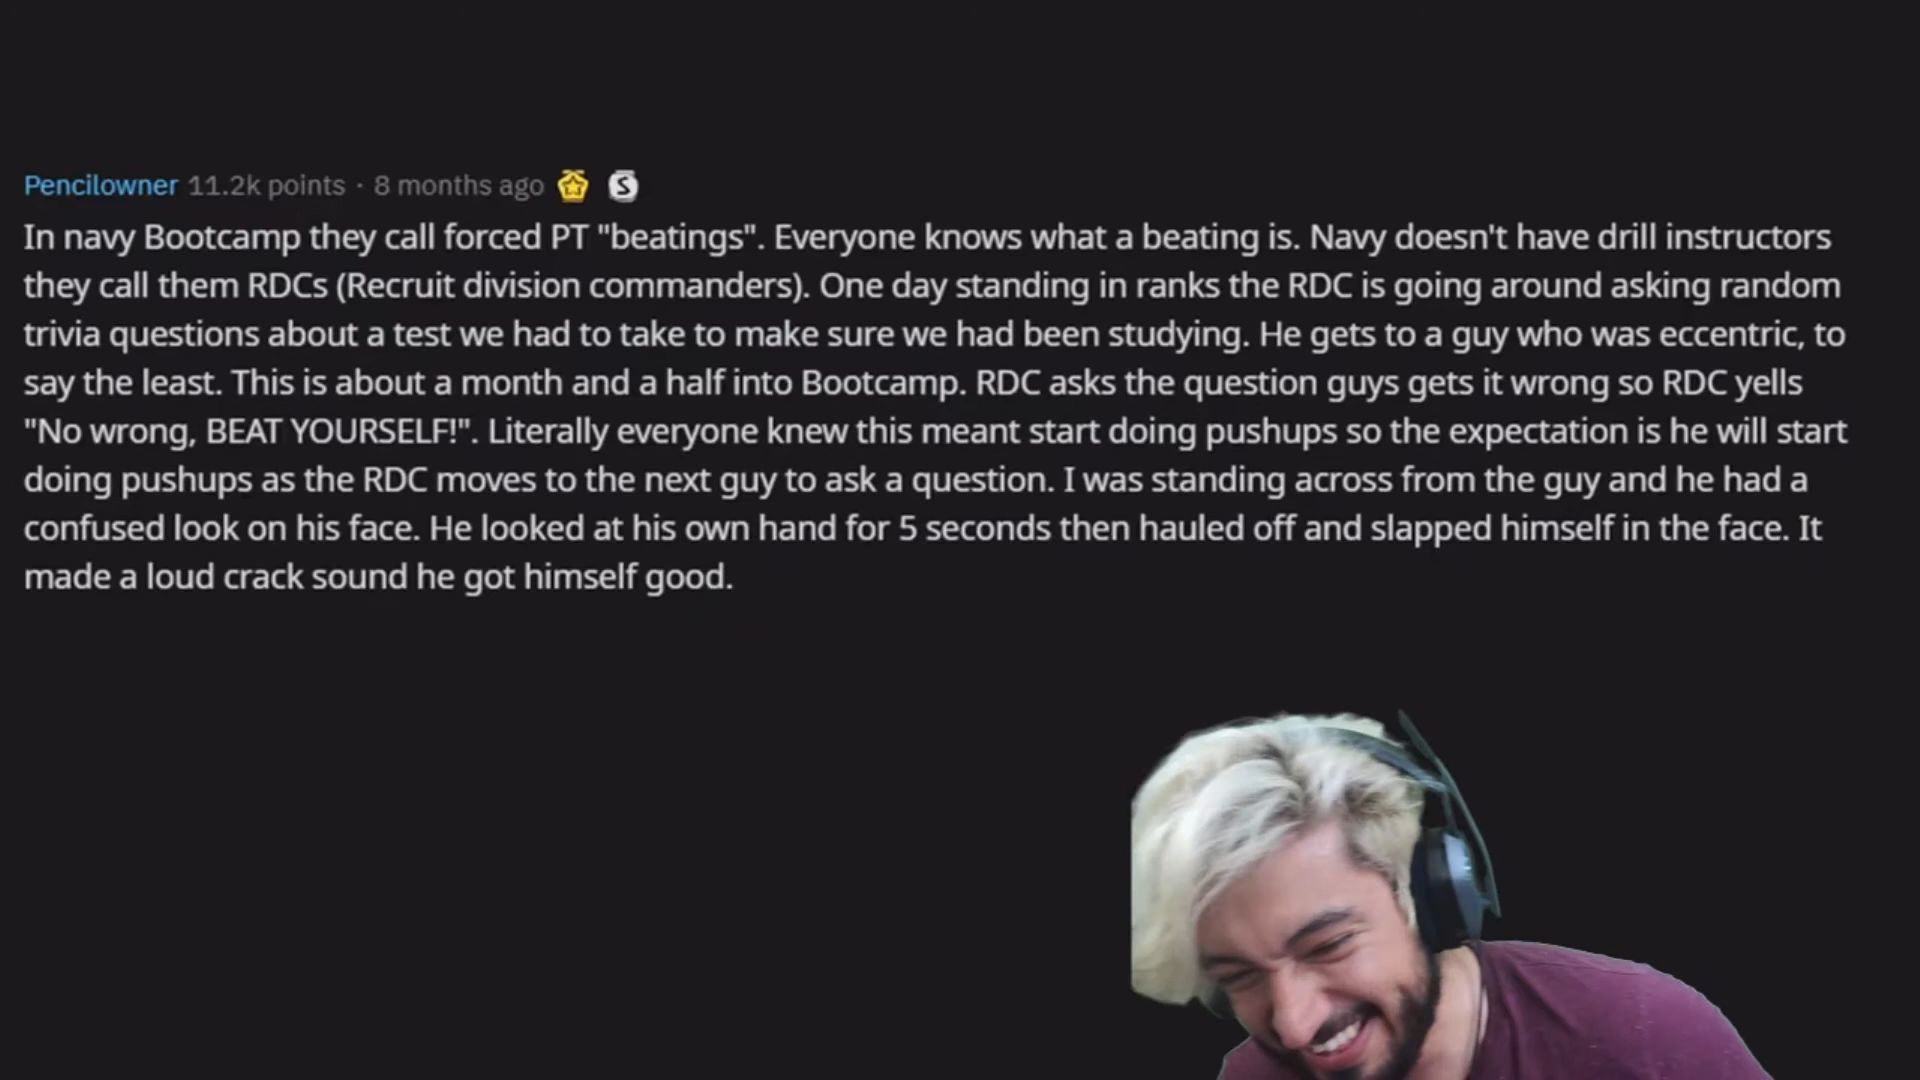 Pencilowner 11.2k points · 8 months ago
In navy Bootcamp they call forced PT "beatings". Everyone knows what a beating is. Navy doesn't have drill instructors
they call them RDCs (Recruit division commanders). One day standing in ranks the RDC is going around asking random
trivia questions about a test we had to take to make sure we had been studying. He gets to a guy who was eccentric, to
say the least. This is about a month and a half into Bootcamp. RDC asks the question guys gets it wrong so RDC yells
"No wrong, BEAT YOURSELF!". Literally everyone knew this meant start doing pushups so the expectation is he will start
doing pushups as the RDC moves to the next guy to ask a question. I was standing across from the guy and he had a
confused look on his face. He looked at his own hand for 5 seconds then hauled off and slapped himself in the face. It
made a loud crack sound he got himself good.